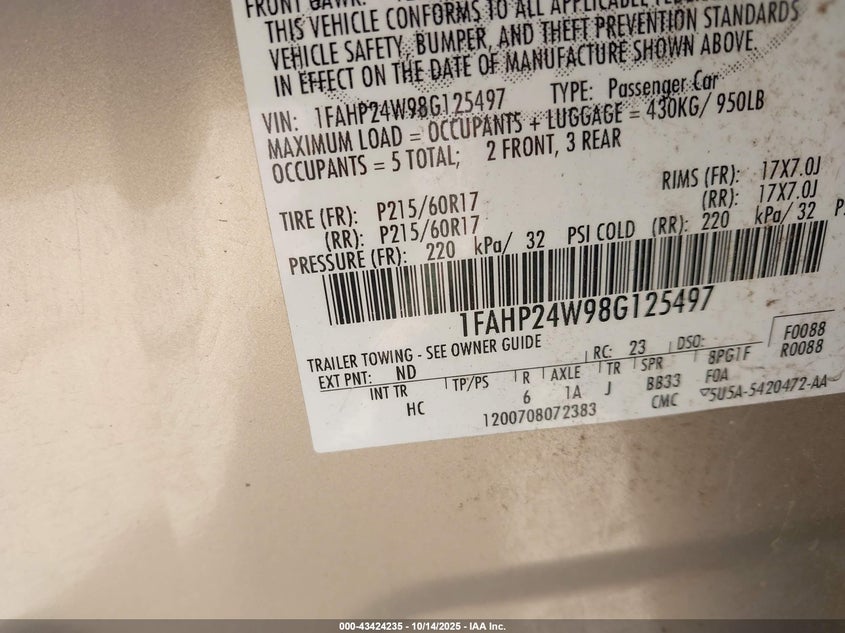 FRONT GAWR:
THIS VEHICLE CONFORMS TO ALL APPLICABLE
VEHICLE SAFETY, BUMPER, AND THEFT PREVENTION STANDARDS
IN EFFECT ON THE DATE OF MANUFACTURE SHOWN ABOVE.
VIN: 1FAHP24W98G125497 TYPE: Passenger Car
MAXIMUM LOAD = OCCUPANTS + LUGGAGE = 430KG/ 950LB
OCCUPANTS = 5 TOTAL; 2 FRONT, 3 REAR
RIMS (FR): 17X7.0J
TIRE (FR): P215/60R17 (RR): 17X7.0J
(RR): P215/60R17
PRESSURE (FR): 220 kPa/ 32 PSI COLD (RR): 220 kPa/ 32
1FAHP24W98G125497
TRAILER TOWING - SEE OWNER GUIDE
EXT PNT: ND RC: 23 DSO: F0088
INT TR TP/PS R AXLE TR SPR 8PG1F R0088
HC 6 1A J BB33 F0A
1200708072383 CMC 5U5A-5420472-AA
000-43424235 - 10/14/2025 - IAA Inc.